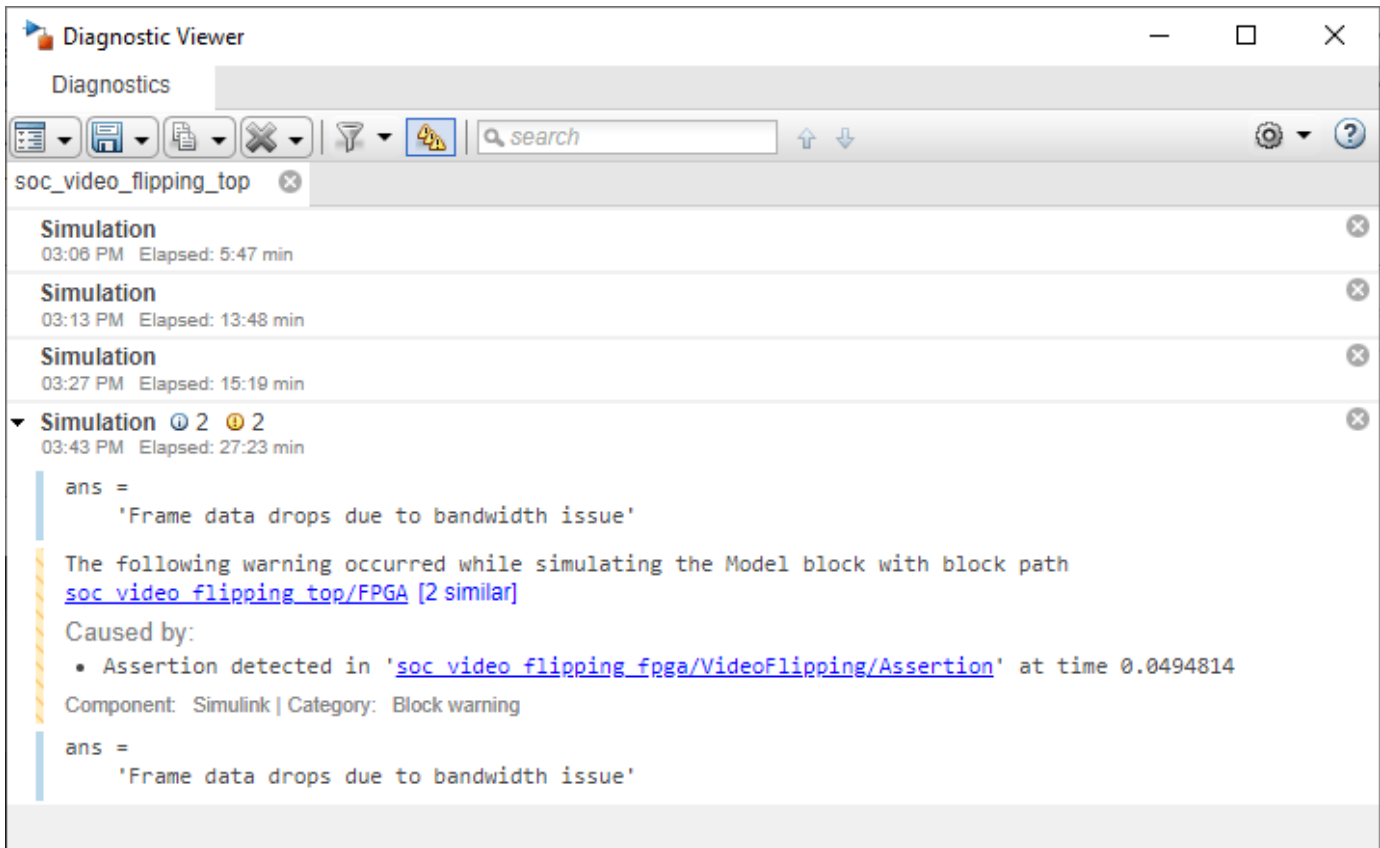 Diagnostic Viewer
Diagnostics
search
soc_video_flipping_top
Simulation
03:06 PM Elapsed: 5:47 min
Simulation
03:13 PM Elapsed: 13:48 min
Simulation
03:27 PM Elapsed: 15:19 min
Simulation 2 2
03:43 PM Elapsed: 27:23 min
ans =
'Frame data drops due to bandwidth issue'
The following warning occurred while simulating the Model block with block path
soc_video_flipping_top/FPGA [2 similar]
Caused by:
• Assertion detected in 'soc_video_flipping_fpga/VideoFlipping/Assertion' at time 0.0494814
Component: Simulink | Category: Block warning
ans =
'Frame data drops due to bandwidth issue'